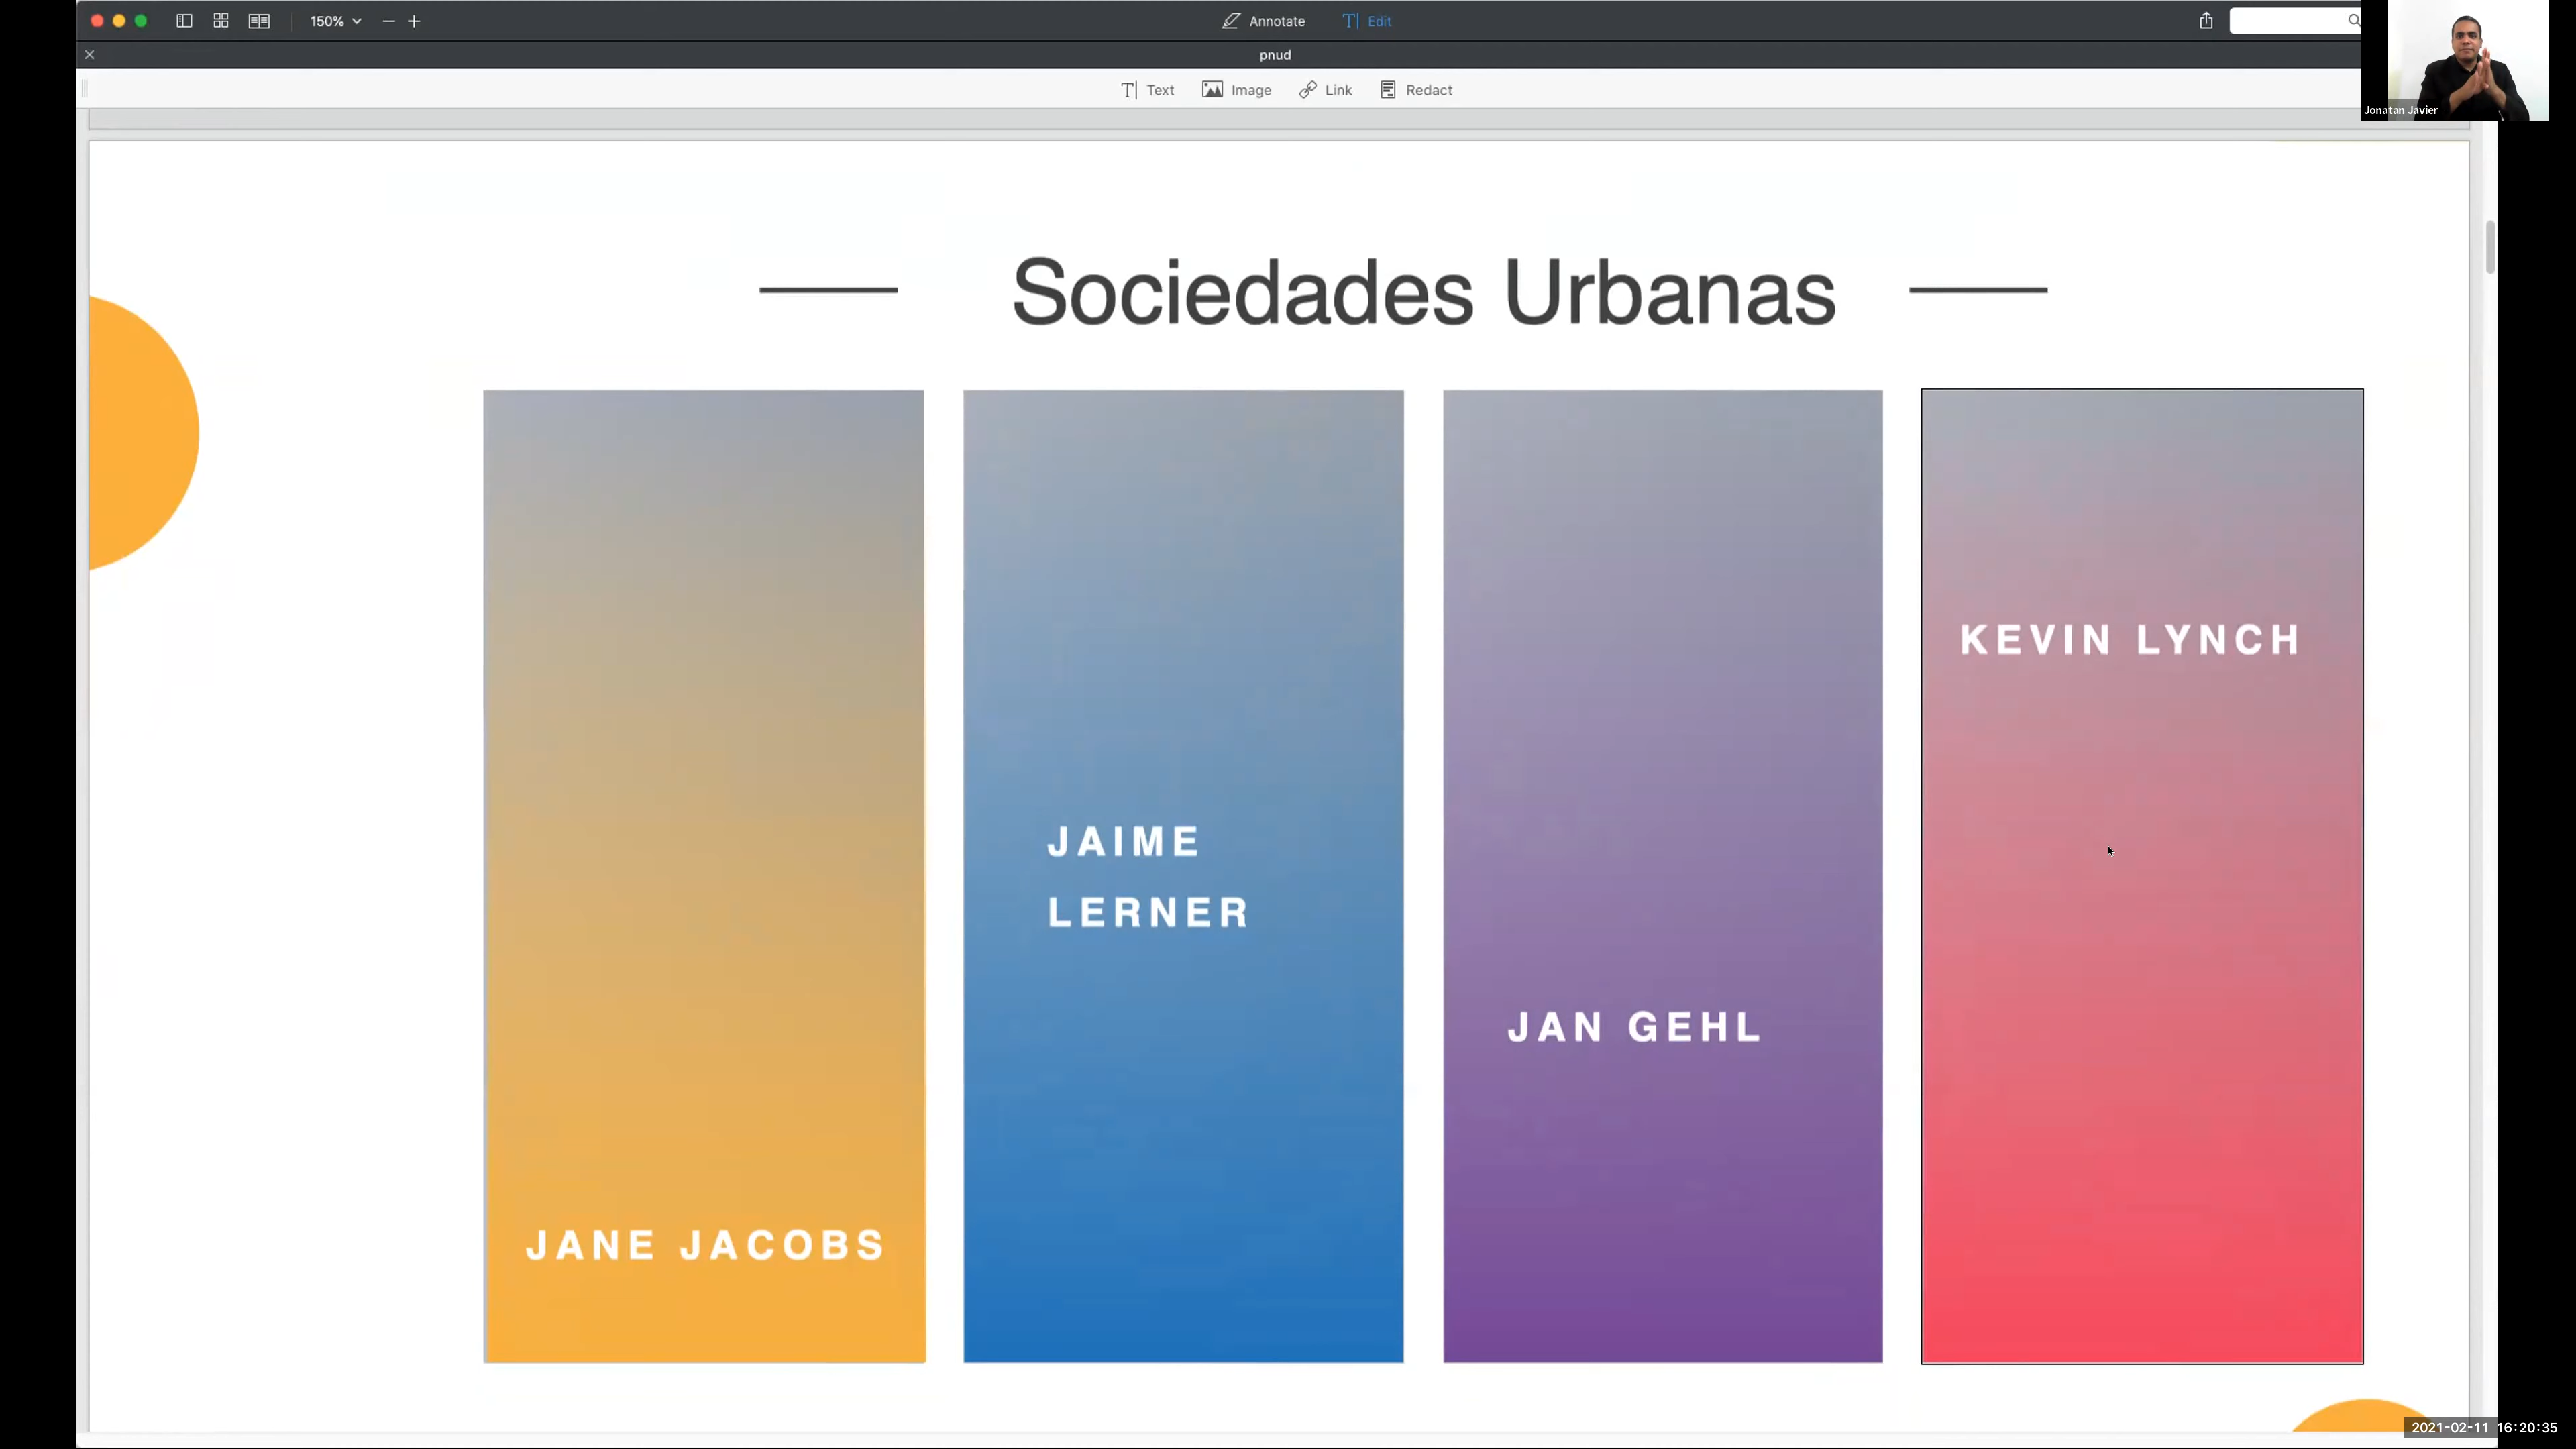 150%
Annotate
Edit
pnud
Text
Image
Link
Redact
Jonatan Javier
Sociedades Urbanas
KEVIN LYNCH
JAIME
LERNER
JAN GEHL
JANE JACOBS
2021-02-11 16:20:35